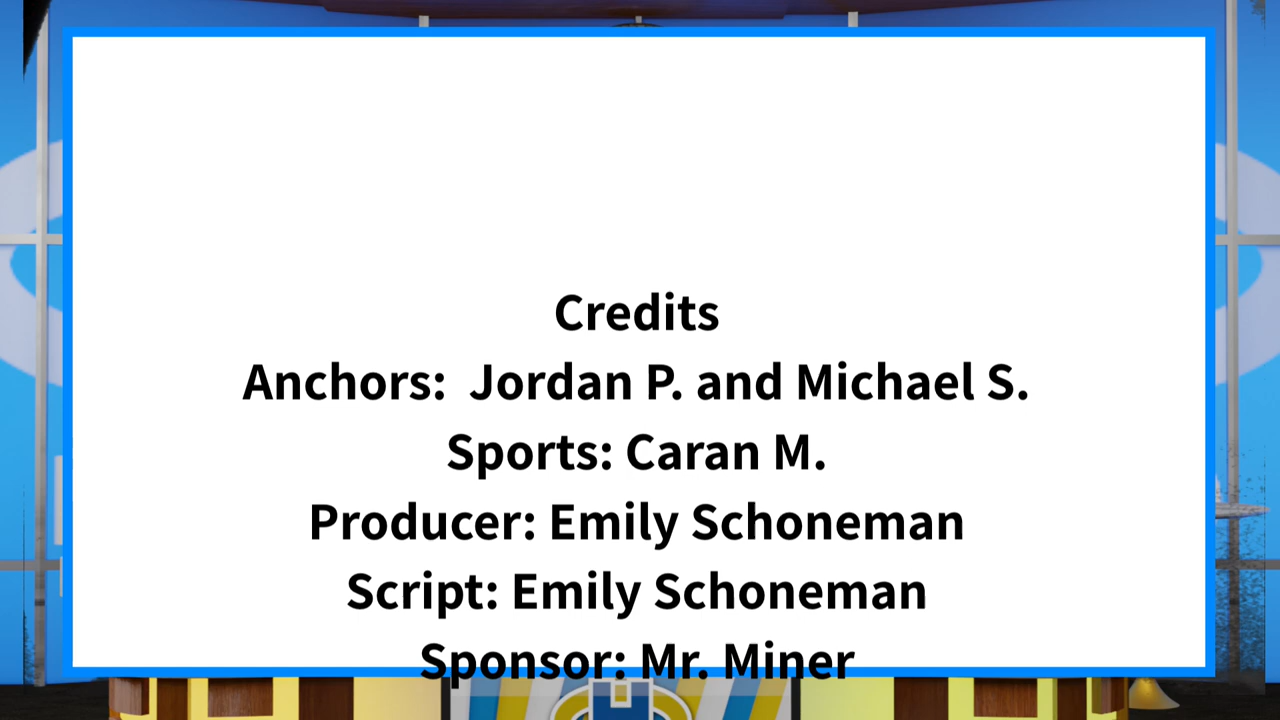 Credits
Anchors:  Jordan P. and Michael S.
Sports: Caran M.
Producer: Emily Schoneman
Script: Emily Schoneman
Sponsor: Mr. Miner